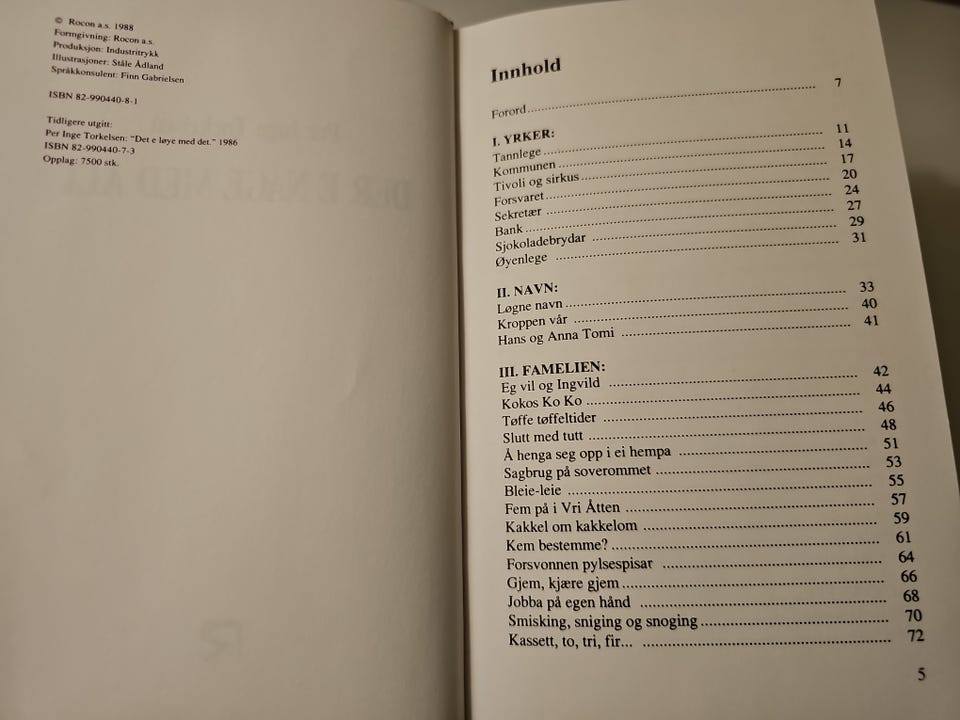 © Rocon a.s. 1988
Formgivning: Rocon a.s.
Produksjon: Industritrykk
Illustrasjoner: Ståle Ådland
Språkkonsulent: Finn Gabrielsen
ISBN 82-990440-8-1
Tidligere utgitt:
Per Inge Torkelsen: "Det e løye med det." 1986
ISBN 82-990440-7-3
Opplag: 7500 stk.
Innhold
Forord 7
I. YRKER:
Tannlege 11
Kommunen 14
Tivoli og sirkus 17
Forsvaret 20
Sekretær 24
Bank 27
Sjokoladebrydar 29
Øyenlege 31
II. NAVN:
Løgne navn 33
Kroppen vår 40
Hans og Anna Tomi 41
III. FAMELIEN:
Eg vil og Ingvild 42
Kokos Ko Ko 44
Tøffe tøffeltider 46
Slutt med tutt 48
Å henga seg opp i ei hempa 51
Sagbrug på soverommet 53
Bleie-leie 55
Fem på i Vri Åtten 57
Kakkel om kakkelom 59
Kem bestemme? 61
Forsvonnen pylsespisar 64
Gjem, kjære gjem 66
Jobba på egen hånd 68
Smisking, sniging og snoging 70
Kassett, to, tri, fir... 72
5